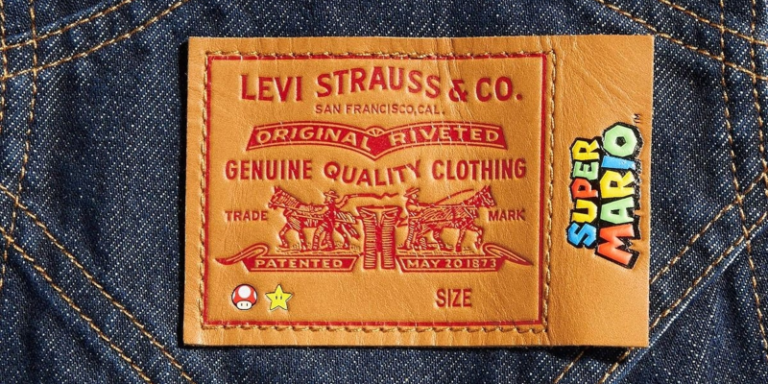 LEVI STRAUSS & CO.
SAN FRANCISCO, CAL.
ORIGINAL RIVETED
GENUINE QUALITY CLOTHING
TRADE MARK
PATENTED MAY 20 1873
SIZE
SUPER
MARIO™